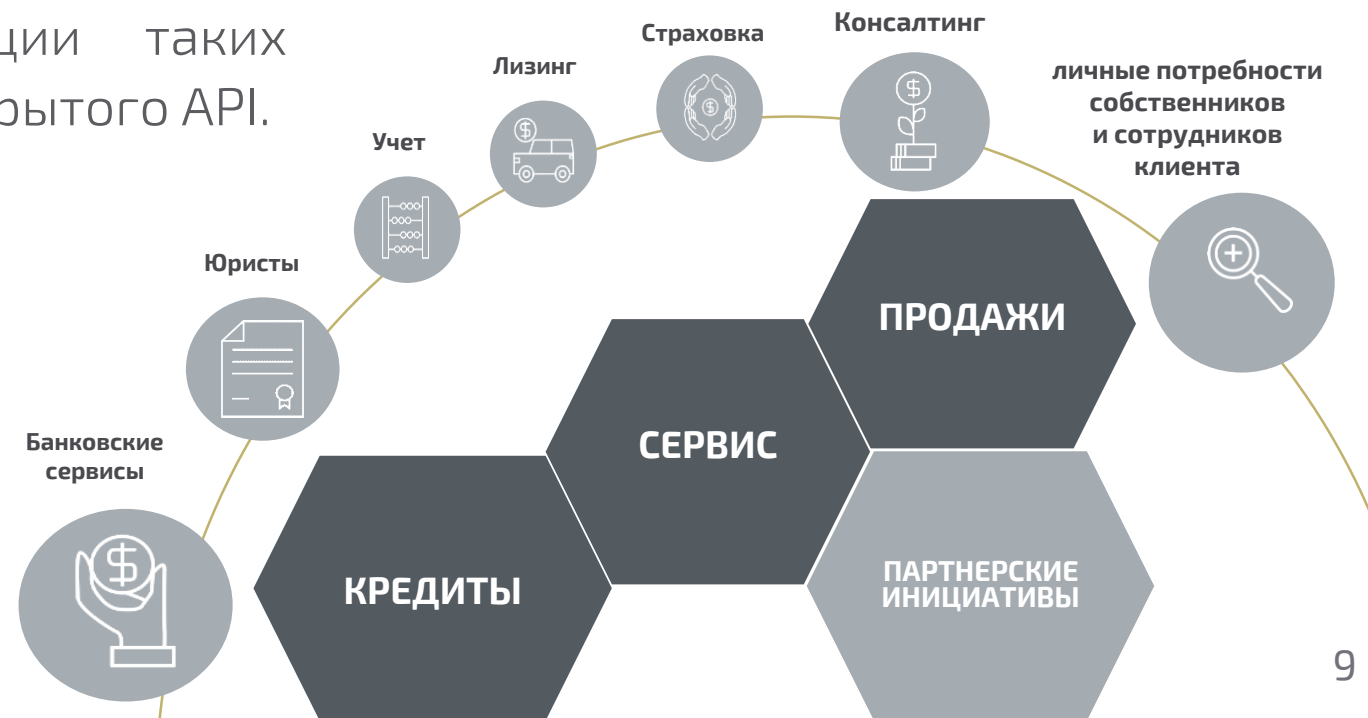 ции таких
рытого API.
Страховка
Консалтинг
Лизинг
личные потребности
собственников
и сотрудников
клиента
Учет
Юристы
Банковские
сервисы
ПРОДАЖИ
СЕРВИС
КРЕДИТЫ
ПАРТНЕРСКИЕ
ИНИЦИАТИВЫ
9